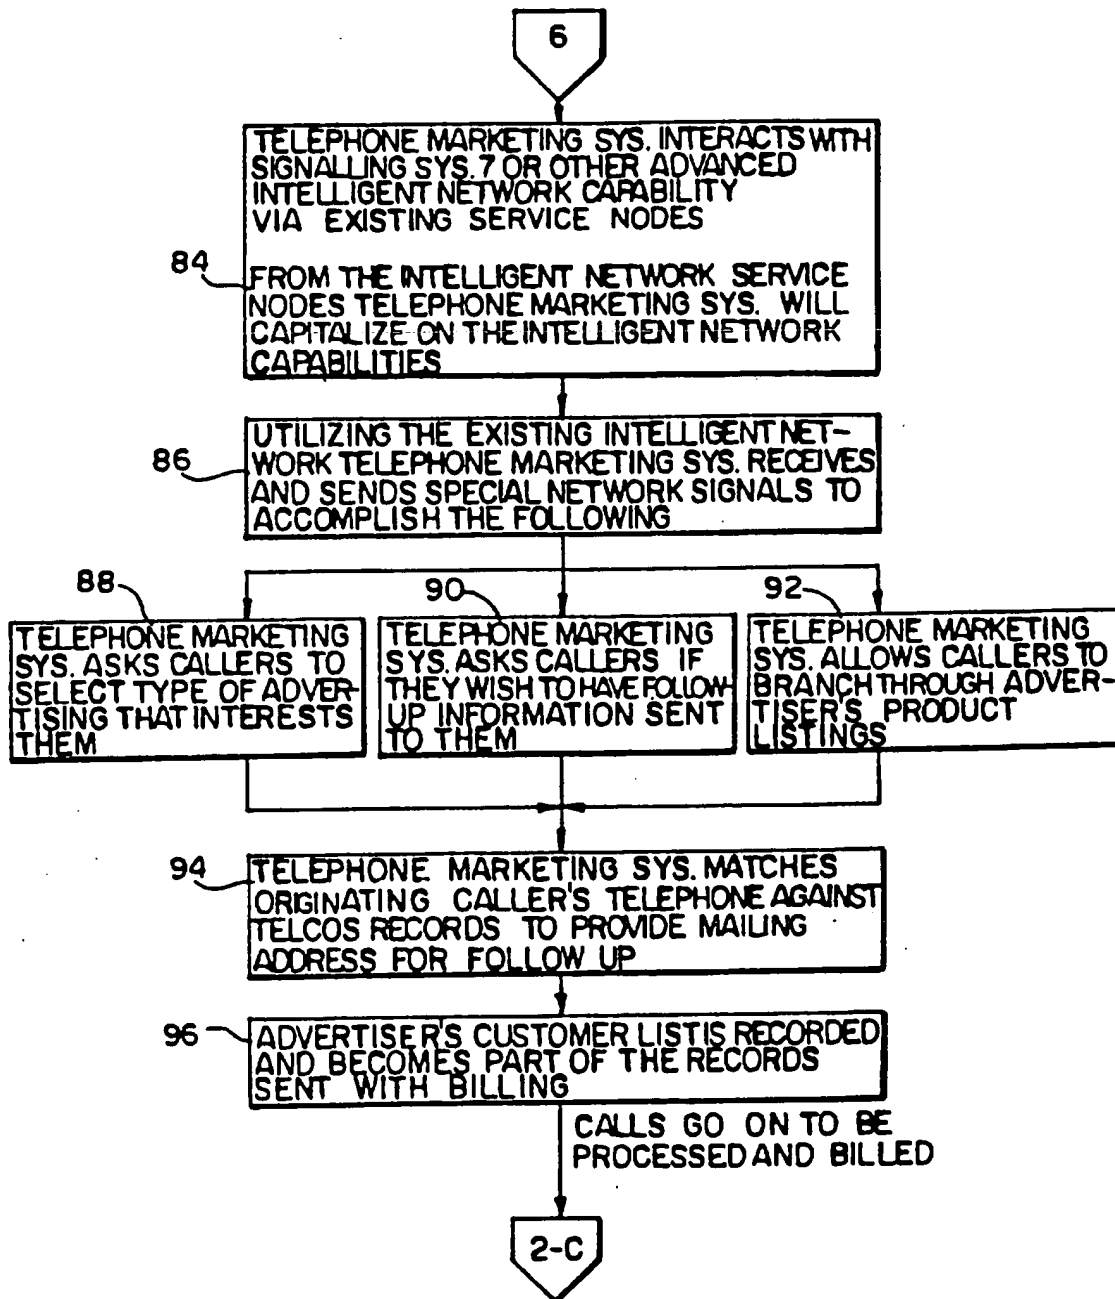 6
TELEPHONE MARKETING SYS. INTERACTS WITH
SIGNALLING SYS. 7 OR OTHER ADVANCED
INTELLIGENT NETWORK CAPABILITY
VIA EXISTING SERVICE NODES
84
FROM THE INTELLIGENT NETWORK SERVICE
NODES TELEPHONE MARKETING SYS. WILL
CAPITALIZE ON THE INTELLIGENT NETWORK
CAPABILITIES
86
UTILIZING THE EXISTING INTELLIGENT NET-
WORK TELEPHONE MARKETING SYS. RECEIVES
AND SENDS SPECIAL NETWORK SIGNALS TO
ACCOMPLISH THE FOLLOWING
88
TELEPHONE MARKETING
SYS. ASKS CALLERS TO
SELECT TYPE OF ADVER-
TISING THAT INTERESTS
THEM
90
TELEPHONE MARKETING
SYS. ASKS CALLERS IF
THEY WISH TO HAVE FOLLOW-
UP INFORMATION SENT
TO THEM
92
TELEPHONE MARKETING
SYS. ALLOWS CALLERS TO
BRANCH THROUGH ADVER-
TISER'S PRODUCT
LISTINGS
94
TELEPHONE MARKETING SYS. MATCHES
ORIGINATING CALLER'S TELEPHONE AGAINST
TELCOS RECORDS TO PROVIDE MAILING
ADDRESS FOR FOLLOW UP
96
ADVERTISER'S CUSTOMER LIST IS RECORDED
AND BECOMES PART OF THE RECORDS
SENT WITH BILLING
CALLS GO ON TO BE
PROCESSED AND BILLED
2-C